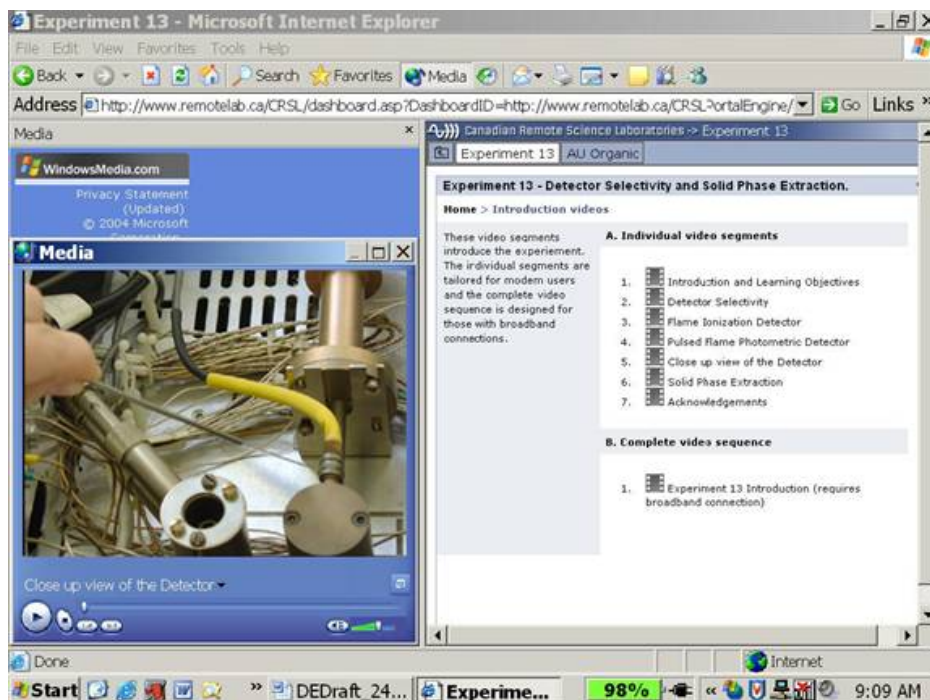 Experiment 13 - Microsoft Internet Explorer
File Edit View Favorites Tools Help
Back Search Favorites Media
Address http://www.remotelab.ca/CRSL/dashboard.asp?DashboardID=http://www.remotelab.ca/CRSLPortalEngine/ Go Links »
Media ×
WindowsMedia.com
Privacy Statement
(Updated)
© 2004 Microsoft
Corporation
Media
Close up view of the Detector
Canadian Remote Science Laboratories -> Experiment 13
Experiment 13 AU Organic
Experiment 13 - Detector Selectivity and Solid Phase Extraction.
Home > Introduction videos
These video segments
introduce the experiement.
The individual segments are
tailored for modem users
and the complete video
sequence is designed for
those with broadband
connections.
A. Individual video segments
1. Introduction and Learning Objectives
2. Detector Selectivity
3. Flame Ionization Detector
4. Pulsed Flame Photometric Detector
5. Close up view of the Detector
6. Solid Phase Extraction
7. Acknowledgements
B. Complete video sequence
1. Experiment 13 Introduction (requires
broadband connection)
Done Internet
Start » DEDraft_24... Experime... 98% « 9:09 AM